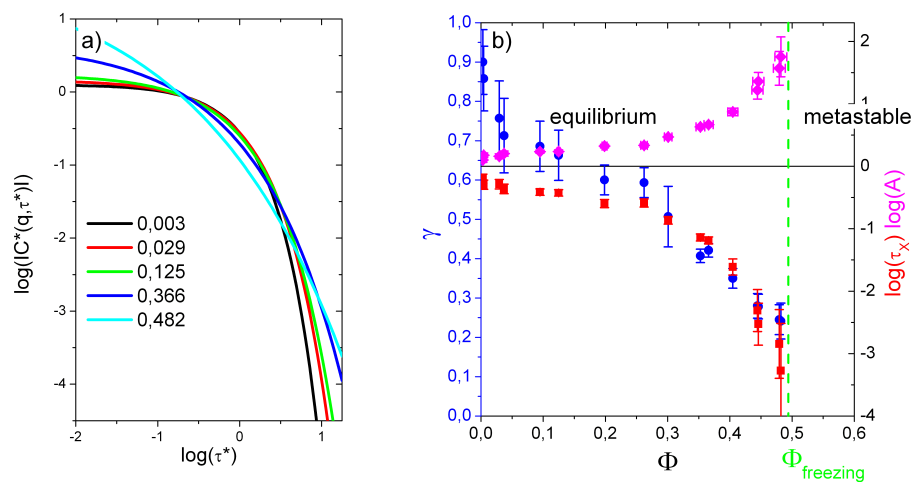 a)
1
0
-1
-2
-3
-4
log(|C*(q,τ*)|)
0,003
0,029
0,125
0,366
0,482
-2 -1 0 1
log(τ*)
b)
1,0
0,9
0,8
0,7
0,6
0,5
0,4
0,3
0,2
0,1
0,0
γ
equilibrium
metastable
2
1
0
-1
-2
-3
-4
log(τX) log(A)
0,0 0,1 0,2 0,3 0,4 0,5 0,6
Φ
Φfreezing